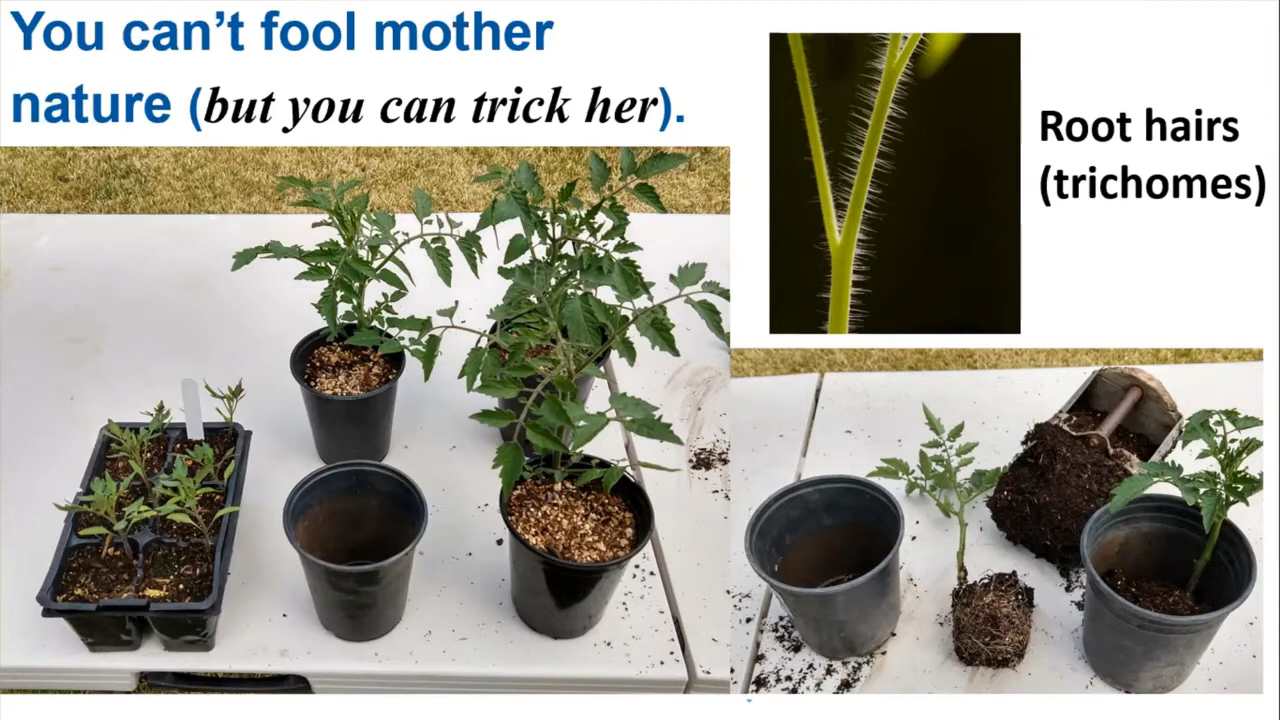 You can’t fool mother
nature (but you can trick her).
Root hairs
(trichomes)